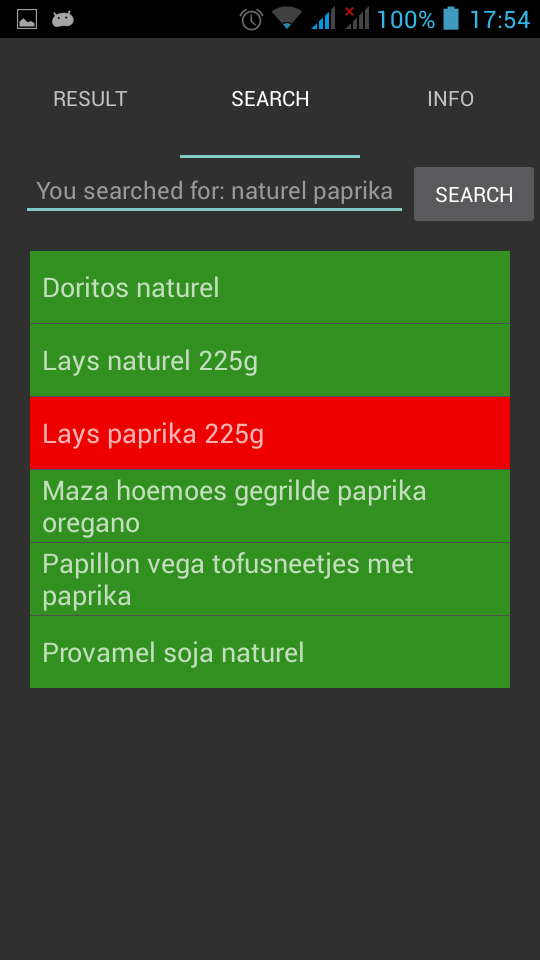 100% 17:54
RESULT SEARCH INFO
You searched for: naturel paprika SEARCH
Doritos naturel
Lays naturel 225g
Lays paprika 225g
Maza hoemoes gegrilde paprika
oregano
Papillon vega tofusneetjes met
paprika
Provamel soja naturel